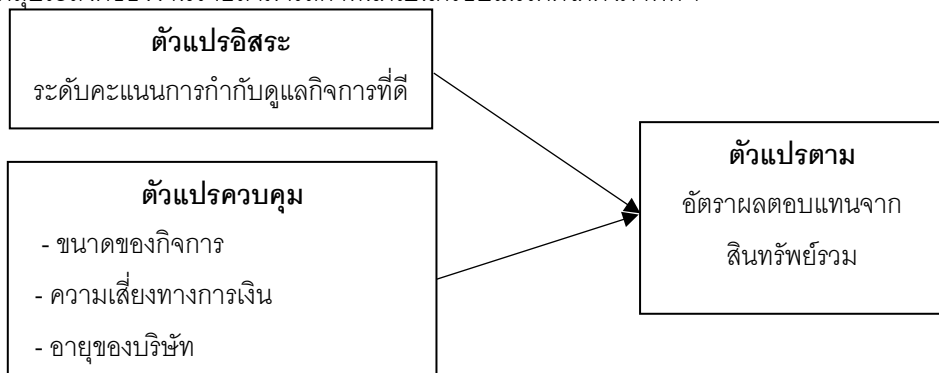 ตัวแปรอิสระ
ระดับคะแนนการกำกับดูแลกิจการที่ดี
ตัวแปรควบคุม
- ขนาดของกิจการ
- ความเสี่ยงทางการเงิน
- อายุของบริษัท
ตัวแปรตาม
อัตราผลตอบแทนจาก
สินทรัพย์รวม